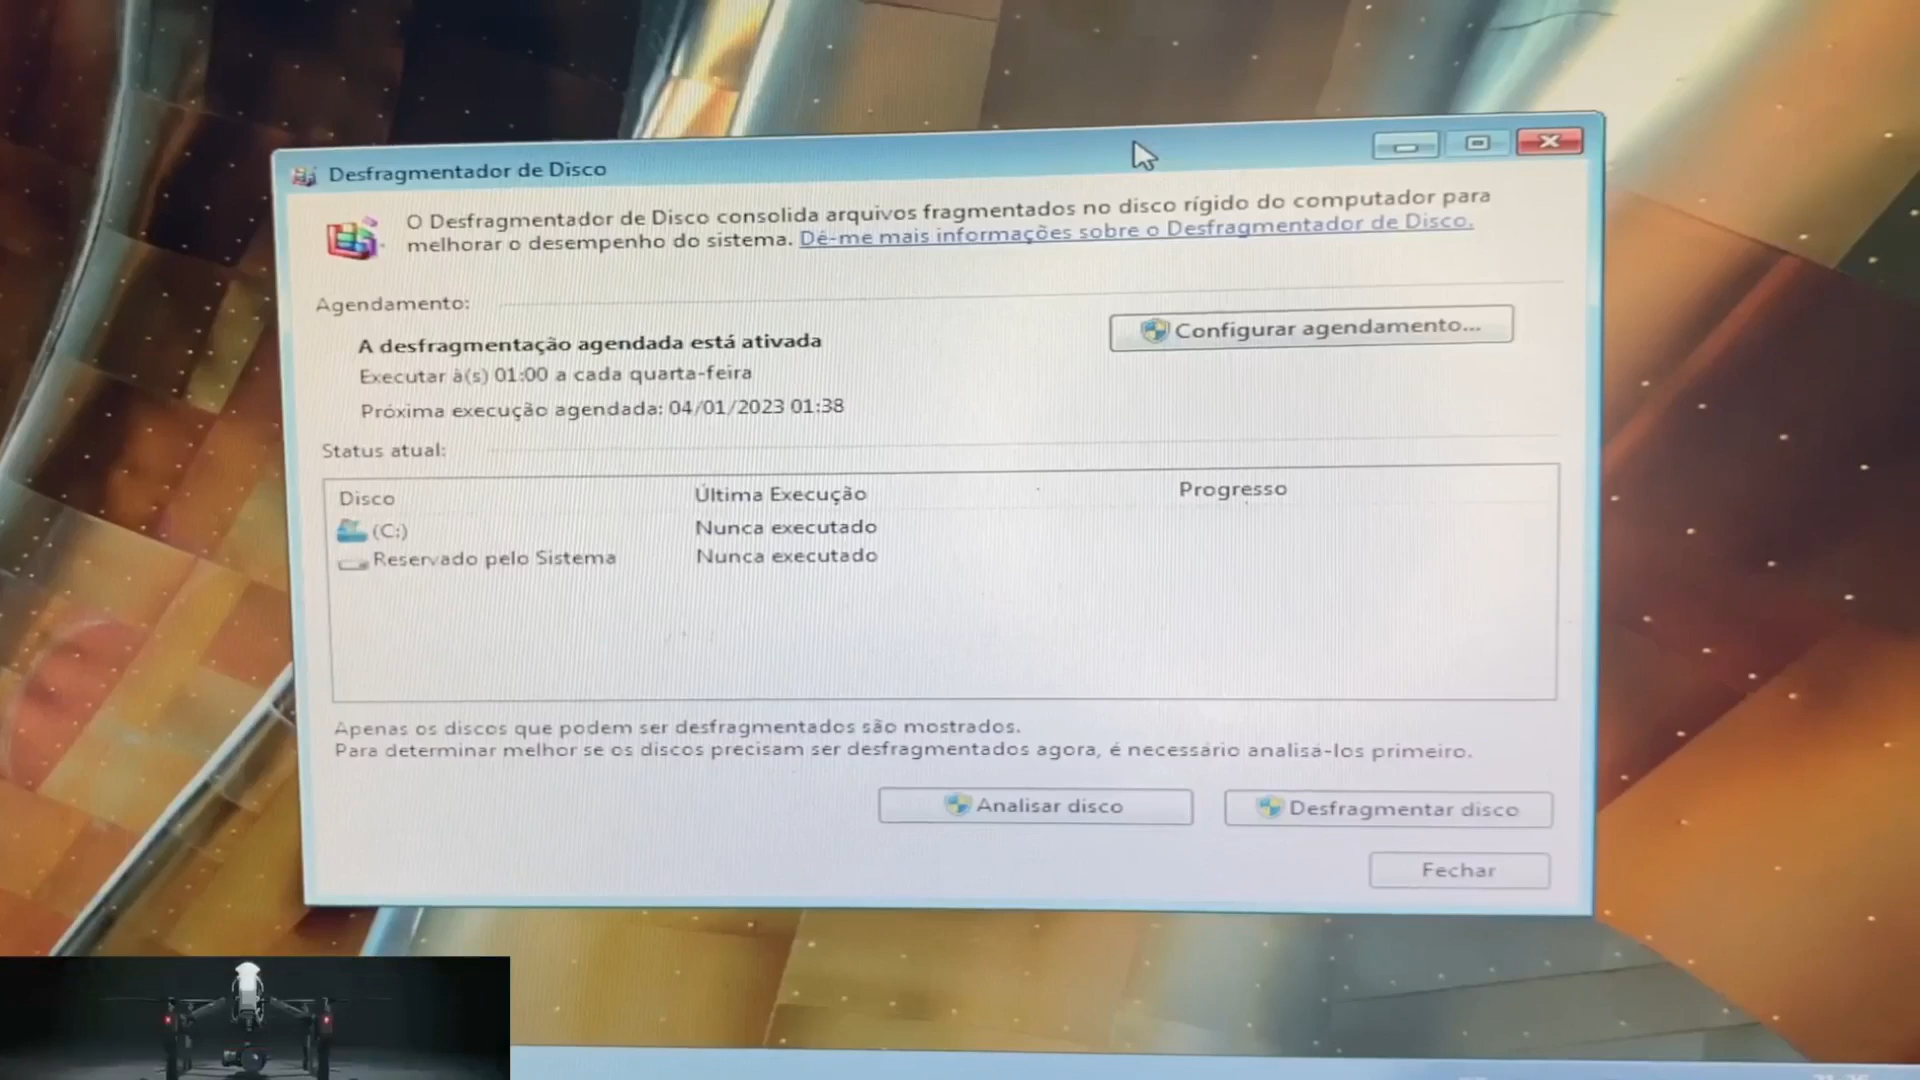 Desfragmentador de Disco
O Desfragmentador de Disco consolida arquivos fragmentados no disco rígido do computador para
melhorar o desempenho do sistema. Dê-me mais informações sobre o Desfragmentador de Disco.
Agendamento:
A desfragmentação agendada está ativada
Configurar agendamento...
Executar à(s) 01:00 a cada quarta-feira
Próxima execução agendada: 04/01/2023 01:38
Status atual:
Disco Última Execução Progresso
(C:) Nunca executado
Reservado pelo Sistema Nunca executado
Apenas os discos que podem ser desfragmentados são mostrados.
Para determinar melhor se os discos precisam ser desfragmentados agora, é necessário analisá-los primeiro.
Analisar disco Desfragmentar disco
Fechar